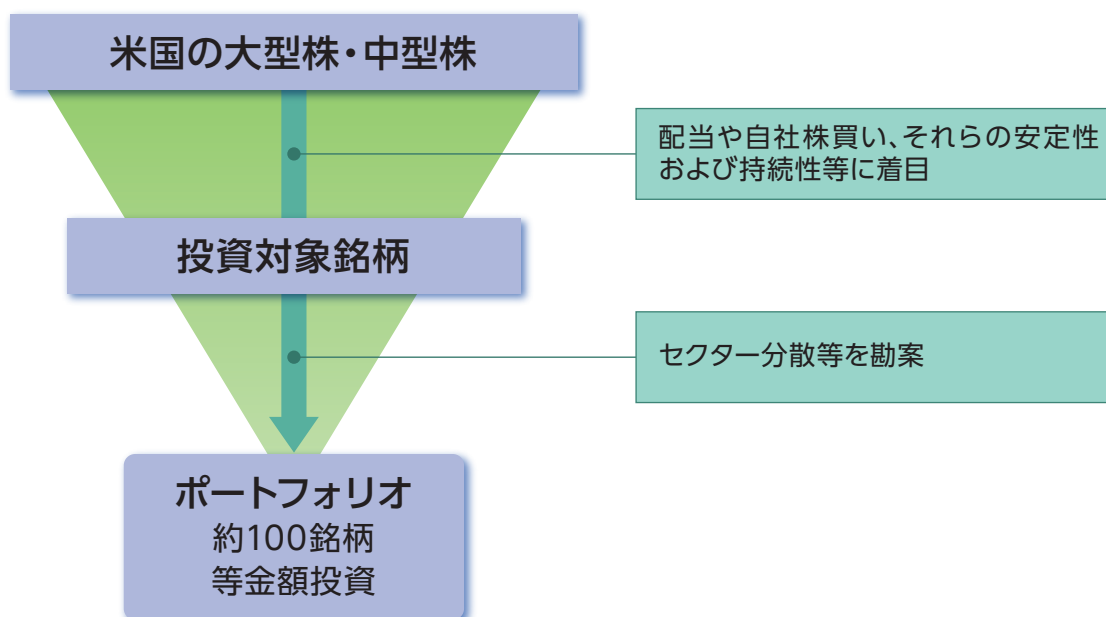 米国の大型株・中型株
配当や自社株買い、それらの安定性
および持続性等に着目
投資対象銘柄
セクター分散等を勘案
ポートフォリオ
約100銘柄
等金額投資